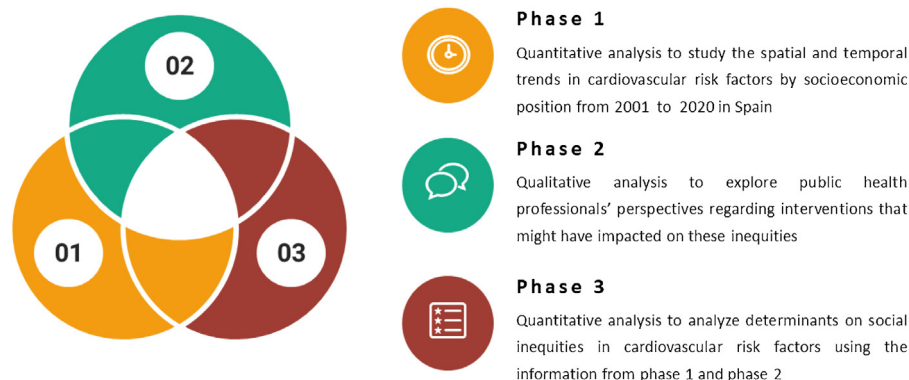 02
01
03
Phase 1
Quantitative analysis to study the spatial and temporal
trends in cardiovascular risk factors by socioeconomic
position from 2001 to 2020 in Spain
Phase 2
Qualitative analysis to explore public health
professionals’ perspectives regarding interventions that
might have impacted on these inequities
Phase 3
Quantitative analysis to analyze determinants on social
inequities in cardiovascular risk factors using the
information from phase 1 and phase 2